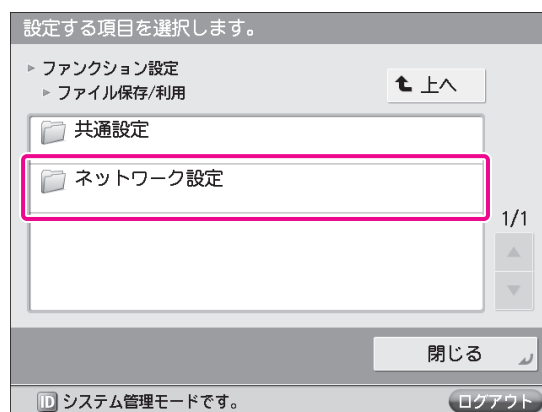 設定する項目を選択します。
ファンクション設定
ファイル保存/利用
上へ
共通設定
ネットワーク設定
1/1
閉じる
ID システム管理モードです。
ログアウト